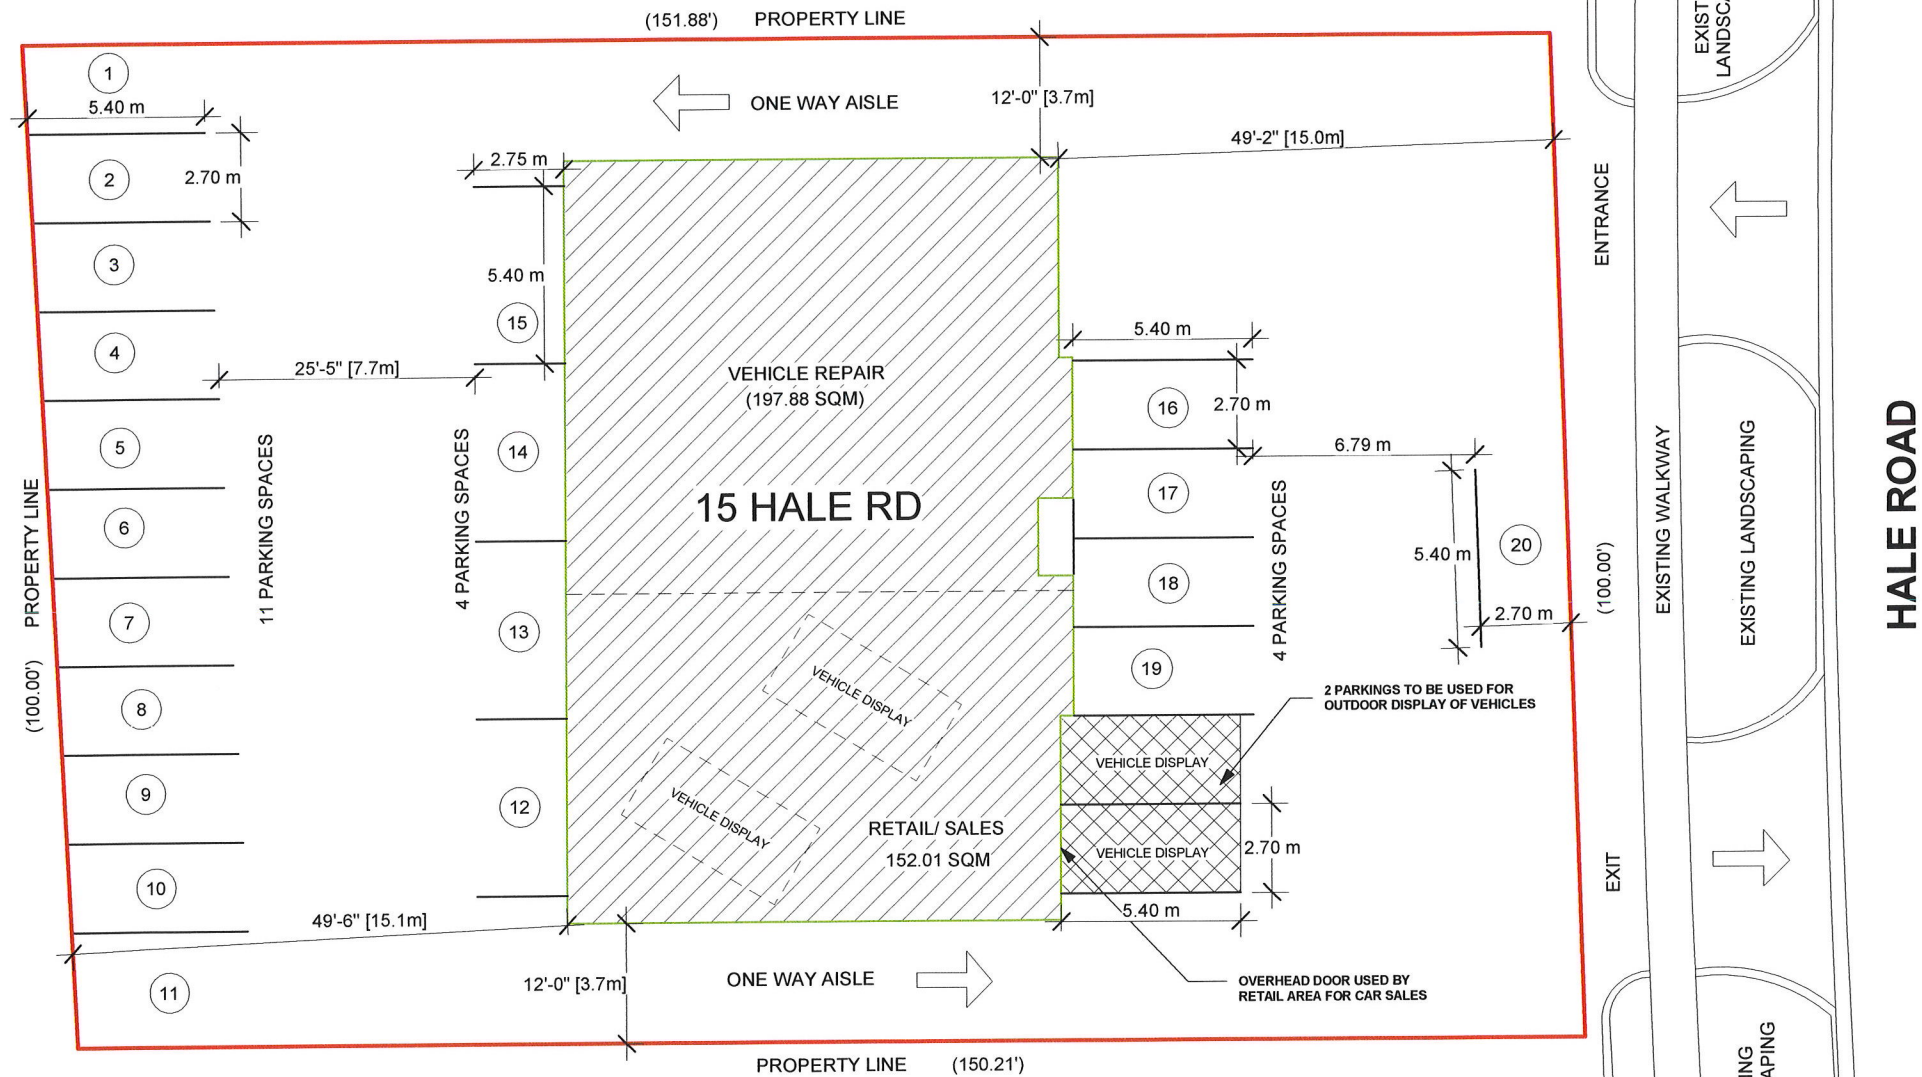 (151.88') PROPERTY LINE
EXIST
LANDSCA
1
5.40 m
ONE WAY AISLE
12'-0" [3.7m]
49'-2" [15.0m]
2
2.70 m
2.75 m
ENTRANCE
3
5.40 m
15
4
25'-5" [7.7m]
VEHICLE REPAIR
(197.88 SQM)
5.40 m
16
2.70 m
5
11 PARKING SPACES
4 PARKING SPACES
14
15 HALE RD
17
4 PARKING SPACES
6.79 m
6
PROPERTY LINE
(100.00')
5.40 m
20
2.70 m
(100.00')
EXISTING WALKWAY
EXISTING LANDSCAPING
HALE ROAD
7
13
18
8
VEHICLE DISPLAY
19
2 PARKINGS TO BE USED FOR
OUTDOOR DISPLAY OF VEHICLES
VEHICLE DISPLAY
9
12
VEHICLE DISPLAY
RETAIL/ SALES
152.01 SQM
VEHICLE DISPLAY
2.70 m
EXIT
10
49'-6" [15.1m]
5.40 m
11
12'-0" [3.7m]
ONE WAY AISLE
OVERHEAD DOOR USED BY
RETAIL AREA FOR CAR SALES
PROPERTY LINE (150.21')
ING
APING